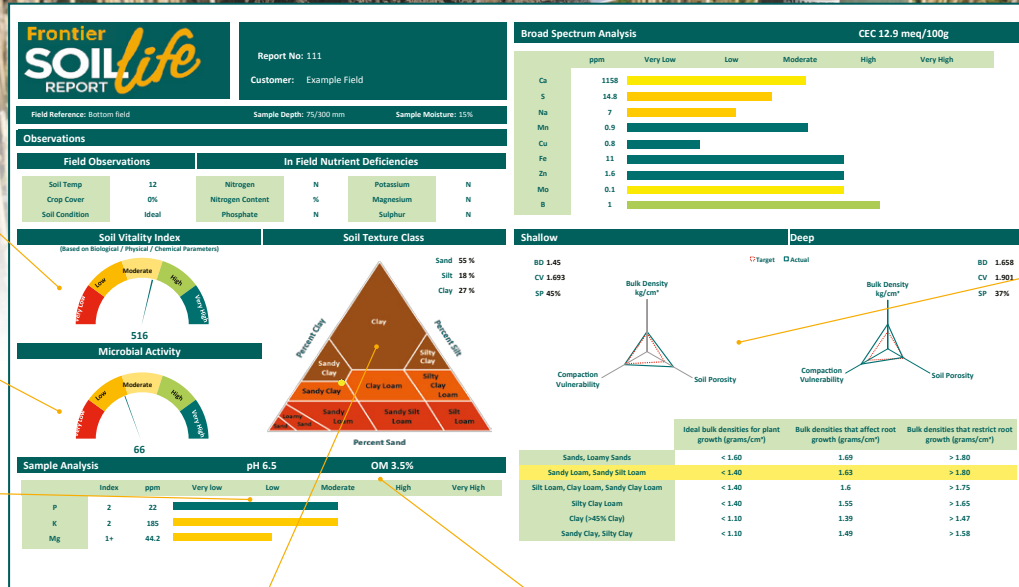 Frontier
SOIL life
REPORT
Report No: 111
Customer: Example Field
Field Reference: Bottom field Sample Depth: 75/300 mm Sample Moisture: 15%
Observations
Field Observations In Field Nutrient Deficiencies
Soil Temp 12 Nitrogen N Potassium N
Crop Cover 0% Nitrogen Content % Magnesium N
Soil Condition Ideal Phosphate N Sulphur N
Soil Vitality Index
(Based on Biological / Physical / Chemical Parameters)
Very Low Low Moderate High Very High
516
Microbial Activity
Very Low Low Moderate High Very High
66
Soil Texture Class
Sand 55 %
Silt 18 %
Clay 27 %
Percent Clay
Percent Silt
Clay
Sandy Clay
Silty Clay
Sandy Clay
Clay Loam
Silty Clay Loam
Loamy Sand
Sand
Sandy Loam
Sandy Silt Loam
Silt Loam
Percent Sand
Sample Analysis pH 6.5 OM 3.5%
Index ppm Very low Low Moderate High Very High
P 2 22
K 2 185
Mg 1+ 44.2
Broad Spectrum Analysis CEC 12.9 meq/100g
ppm Very Low Low Moderate High Very High
Ca 1158
S 14.8
Na 7
Mn 0.9
Cu 0.8
Fe 11
Zn 1.6
Mo 0.1
B 1
Shallow Deep
BD 1.45
CV 1.693
SP 45%
Target Actual
BD 1.658
CV 1.901
SP 37%
Bulk Density
kg/cm³
Compaction
Vulnerability
Soil Porosity
Bulk Density
kg/cm³
Compaction
Vulnerability
Soil Porosity
Ideal bulk densities for plant growth (grams/cm³) Bulk densities that affect root growth (grams/cm³) Bulk densities that restrict root growth (grams/cm³)
Sands, Loamy Sands < 1.60 1.69 > 1.80
Sandy Loam, Sandy Silt Loam < 1.40 1.63 > 1.80
Silt Loam, Clay Loam, Sandy Clay Loam < 1.40 1.6 > 1.75
Silty Clay Loam < 1.40 1.55 > 1.65
Clay (>45% Clay) < 1.10 1.39 > 1.47
Sandy Clay, Silty Clay < 1.10 1.49 > 1.58